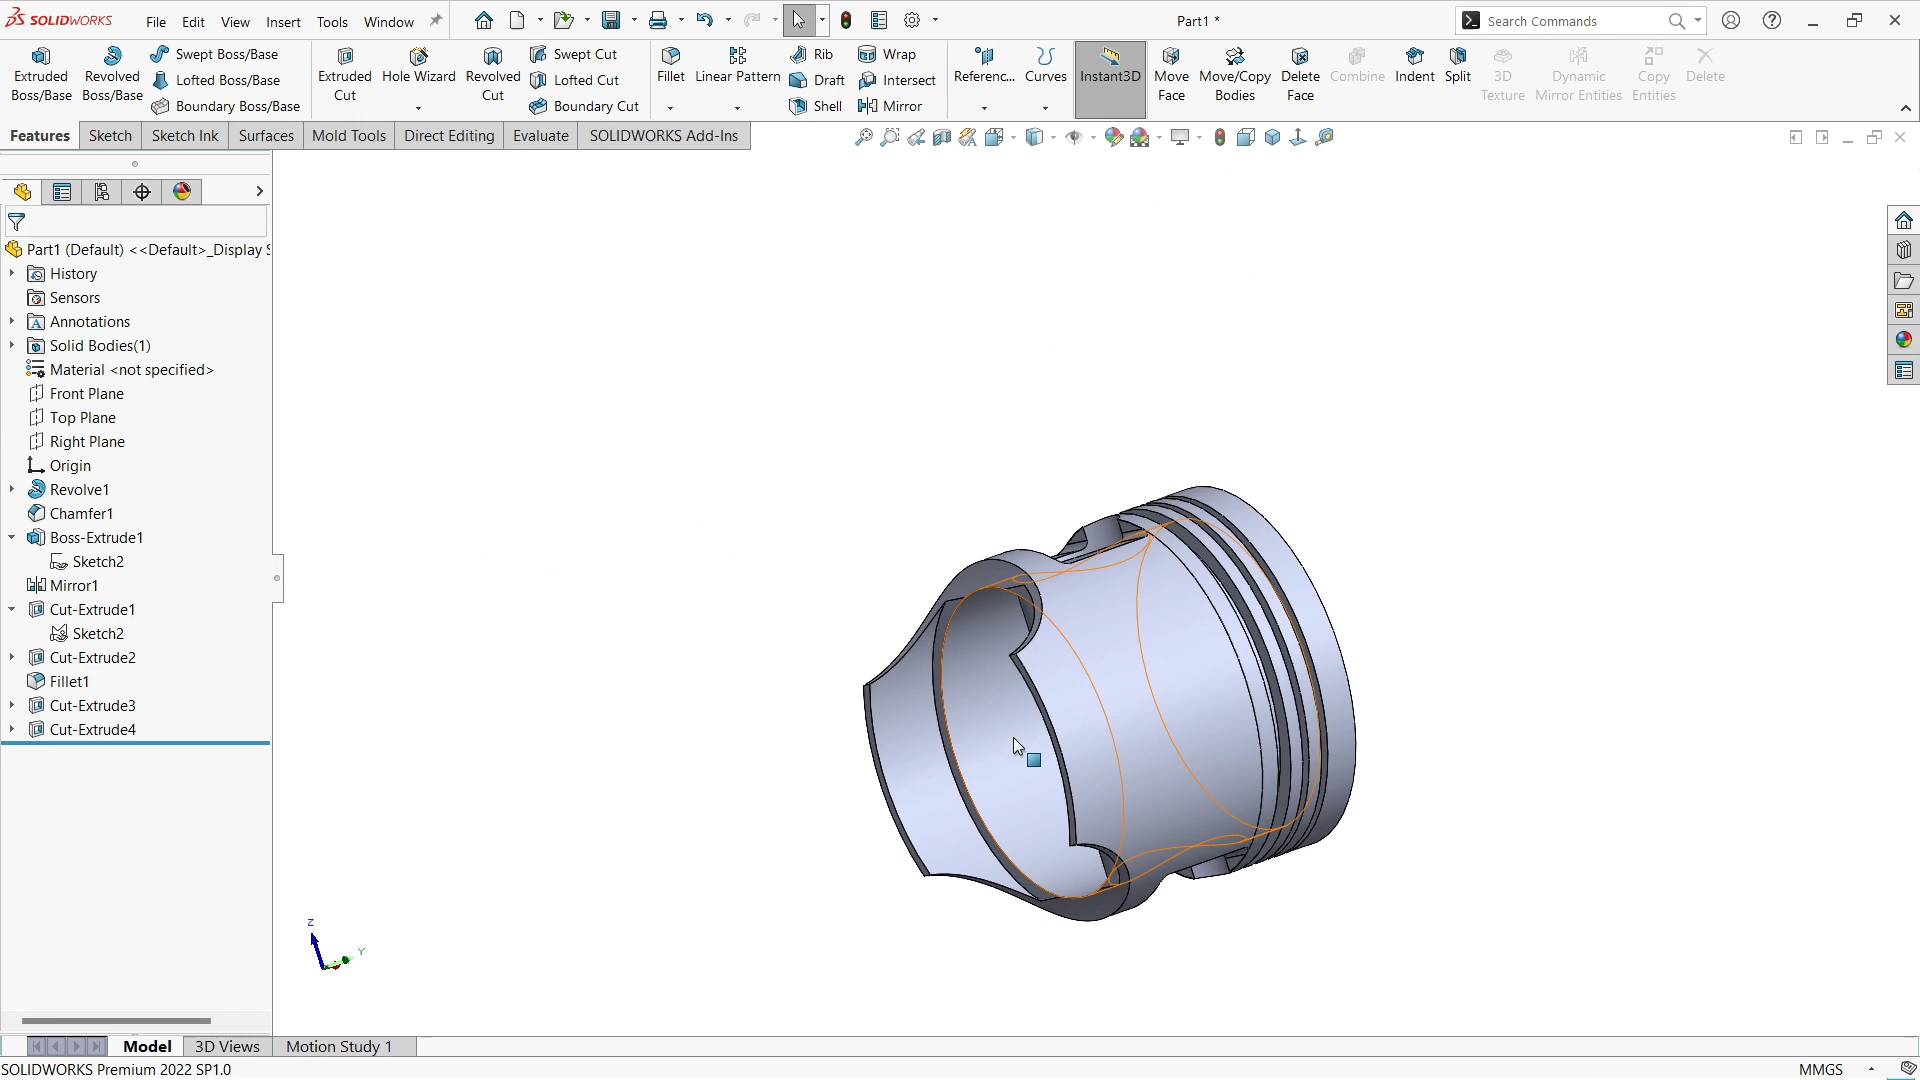 SOLIDWORKS File Edit View Insert Tools Window Part1 * Search Commands
Extruded Boss/Base
Revolved Boss/Base
Swept Boss/Base
Lofted Boss/Base
Boundary Boss/Base
Extruded Cut
Hole Wizard
Revolved Cut
Swept Cut
Lofted Cut
Boundary Cut
Fillet
Linear Pattern
Rib
Draft
Shell
Wrap
Intersect
Mirror
Referenc...
Curves
Instant3D
Move Face
Move/Copy Bodies
Delete Face
Combine
Indent
Split
3D Texture
Dynamic Mirror Entities
Copy Entities
Delete
Features Sketch Sketch Ink Surfaces Mold Tools Direct Editing Evaluate SOLIDWORKS Add-Ins
Part1 (Default) <<Default>_Display S
History
Sensors
Annotations
Solid Bodies(1)
Material <not specified>
Front Plane
Top Plane
Right Plane
Origin
Revolve1
Chamfer1
Boss-Extrude1
Sketch2
Mirror1
Cut-Extrude1
Sketch2
Cut-Extrude2
Fillet1
Cut-Extrude3
Cut-Extrude4
Z
Y
Model 3D Views Motion Study 1
SOLIDWORKS Premium 2022 SP1.0 MMGS